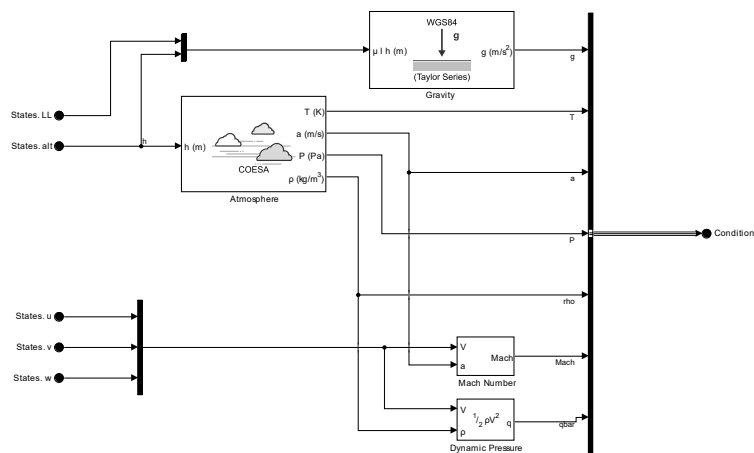 WGS84
g
μ l h (m)
g (m/s²)
(Taylor Series)
Gravity
g
States. LL
T (K)
T
a (m/s)
States. alt
h
h (m)
P (Pa)
COESA
ρ (kg/m³)
a
Atmosphere
Condition
P
rho
States. u
States. v
V
Mach
Mach
a
States. w
Mach Number
V
1/2 ρV²
q
qbar
ρ
Dynamic Pressure